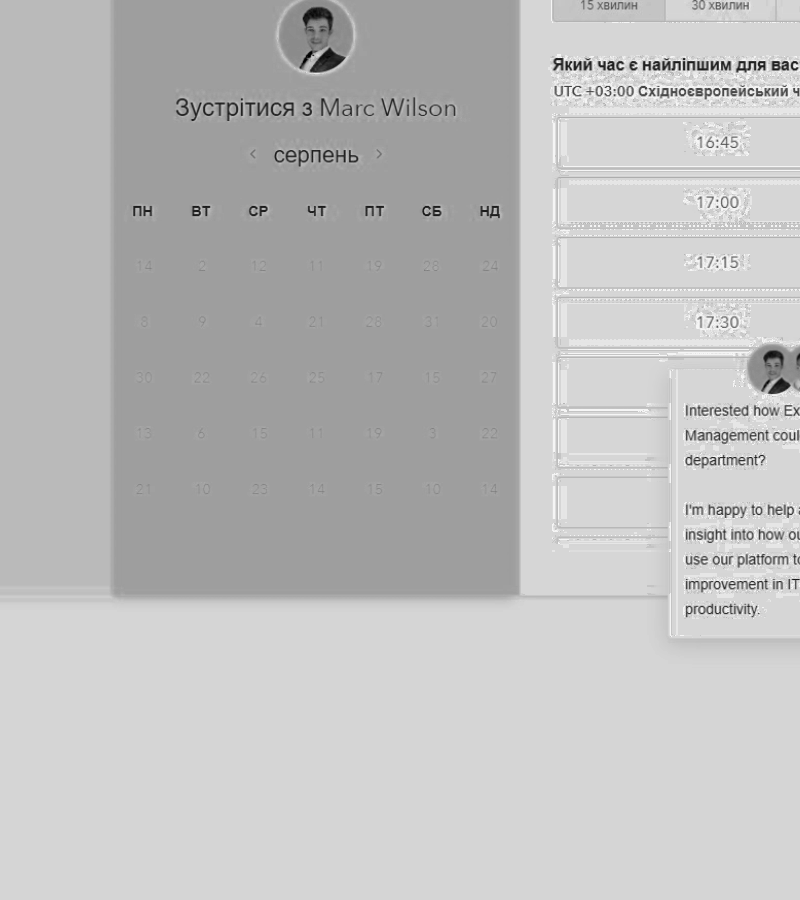 Зустрітися з Marc Wilson
серпень
ПН ВТ СР ЧТ ПТ СБ НД
14 2 12 11 19 28 24
8 9 4 21 28 31 20
30 22 26 25 17 15 27
13 6 15 11 19 3 22
21 10 23 14 15 10 14
15 хвилин 30 хвилин
Який час є найліпшим для вас
UTC +03:00 Східноєвропейський ч
16:45
17:00
17:15
17:30
Interested how Ex
Management coul
department?
I'm happy to help a
insight into how ou
use our platform to
improvement in IT
productivity.